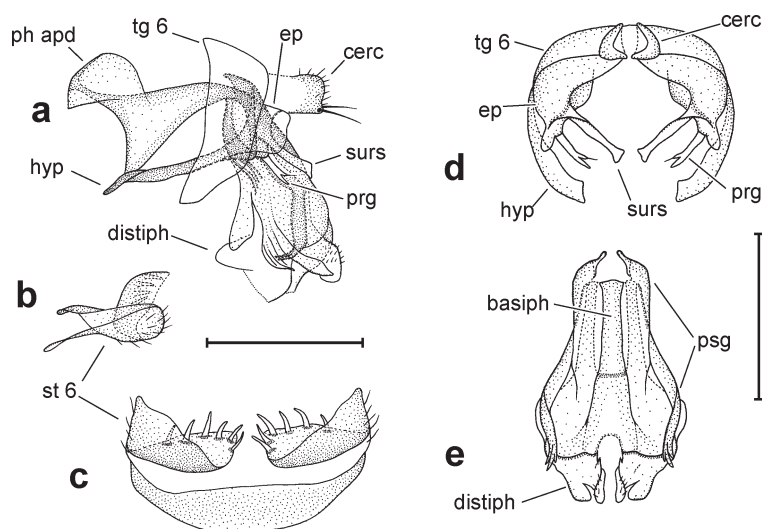 ph apd
tg 6
ep
cerc
a
hyp
surs
prg
distiph
b
st 6
c
cerc
tg 6
ep
d
hyp
surs
prg
basiph
psg
e
distiph